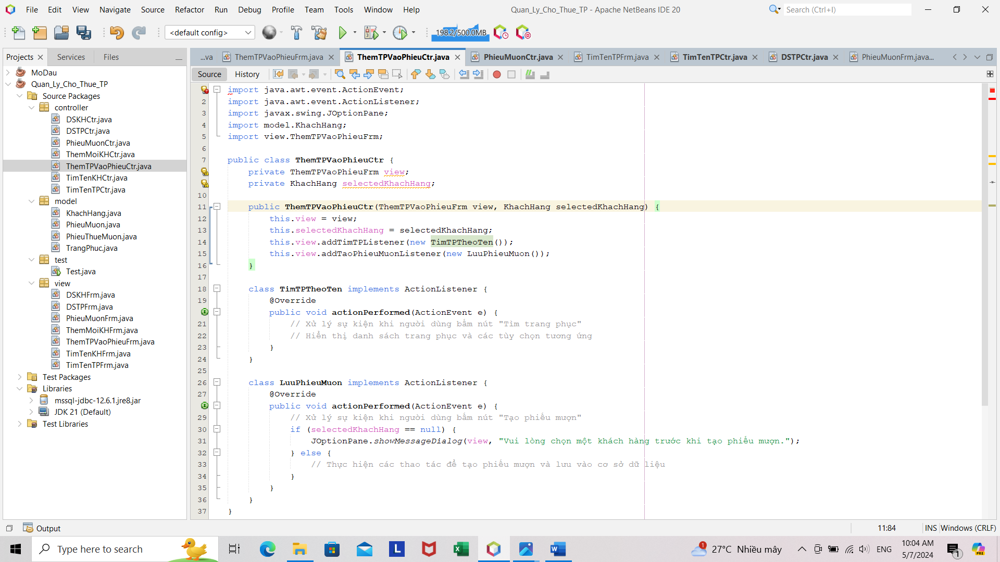 File Edit View Navigate Source Refactor Run Debug Profile Team Tools Window Help
Quan_Ly_Cho_Thue_TP - Apache NetBeans IDE 20
Search (Ctrl+I)
<default config>
198.2/500.0MB
Projects
Services
Files
...va
ThemTPVaoPhieuFrm.java
ThemTPVaoPhieuCtr.java
PhieuMuonCtr.java
TimTenTPFrm.java
TimTenTPCtr.java
DSTPCtr.java
PhieuMuonFrm.java...
Source
History
MoDau
Quan_Ly_Cho_Thue_TP
Source Packages
controller
DSKHCtr.java
DSTPCtr.java
PhieuMuonCtr.java
ThemMoiKHCtr.java
ThemTPVaoPhieuCtr.java
TimTenKHCtr.java
TimTenTPCtr.java
model
KhachHang.java
PhieuMuon.java
PhieuThueMuon.java
TrangPhuc.java
test
Test.java
view
DSKHFrm.java
DSTPFrm.java
PhieuMuonFrm.java
ThemMoiKHFrm.java
ThemTPVaoPhieuFrm.java
TimTenKHFrm.java
TimTenTPFrm.java
Test Packages
Libraries
mssql-jdbc-12.6.1.jre8.jar
JDK 21 (Default)
Test Libraries
import java.awt.event.ActionEvent;
2 import java.awt.event.ActionListener;
3 import javax.swing.JOptionPane;
4 import model.KhachHang;
5 import view.ThemTPVaoPhieuFrm;
6
7 public class ThemTPVaoPhieuCtr {
private ThemTPVaoPhieuFrm view;
private KhachHang selectedKhachHang;
10
11 public ThemTPVaoPhieuCtr(ThemTPVaoPhieuFrm view, KhachHang selectedKhachHang) {
12 this.view = view;
13 this.selectedKhachHang = selectedKhachHang;
14 this.view.addTimTPListener(new TimTPTheoTen());
15 this.view.addTaoPhieuMuonListener(new LuuPhieuMuon());
16 }
17
18 class TimTPTheoTen implements ActionListener {
19 @Override
public void actionPerformed(ActionEvent e) {
21 // Xử lý sự kiện khi người dùng bấm nút "Tìm trang phục"
22 // Hiển thị danh sách trang phục và các tùy chọn tương ứng
23 }
24 }
25
26 class LuuPhieuMuon implements ActionListener {
27 @Override
public void actionPerformed(ActionEvent e) {
29 // Xử lý sự kiện khi người dùng bấm nút "Tạo phiếu mượn"
30 if (selectedKhachHang == null) {
31 JOptionPane.showMessageDialog(view, "Vui lòng chọn một khách hàng trước khi tạo phiếu mượn.");
32 } else {
33 // Thực hiện các thao tác để tạo phiếu mượn và lưu vào cơ sở dữ liệu
34 }
35 }
36 }
37 }
Output
11:84
INS
Windows (CRLF)
Type here to search
L
1
27°C Nhiều mây
ENG
10:04 AM
5/7/2024
1
PRE